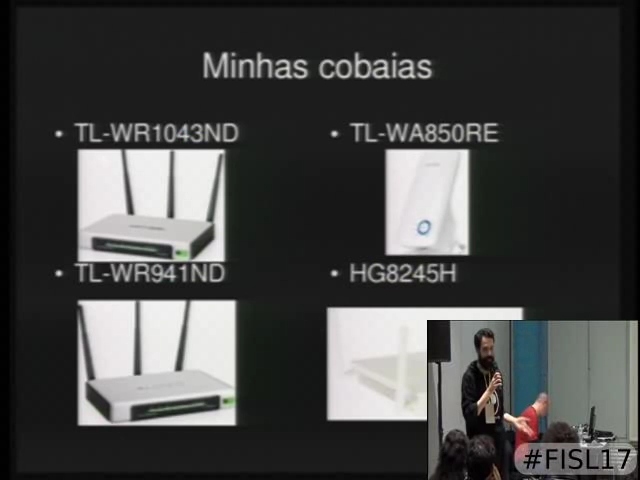 Minhas cobaias
• TL-WR1043ND
• TL-WA850RE
• TL-WR941ND
• HG8245H
#FISL17